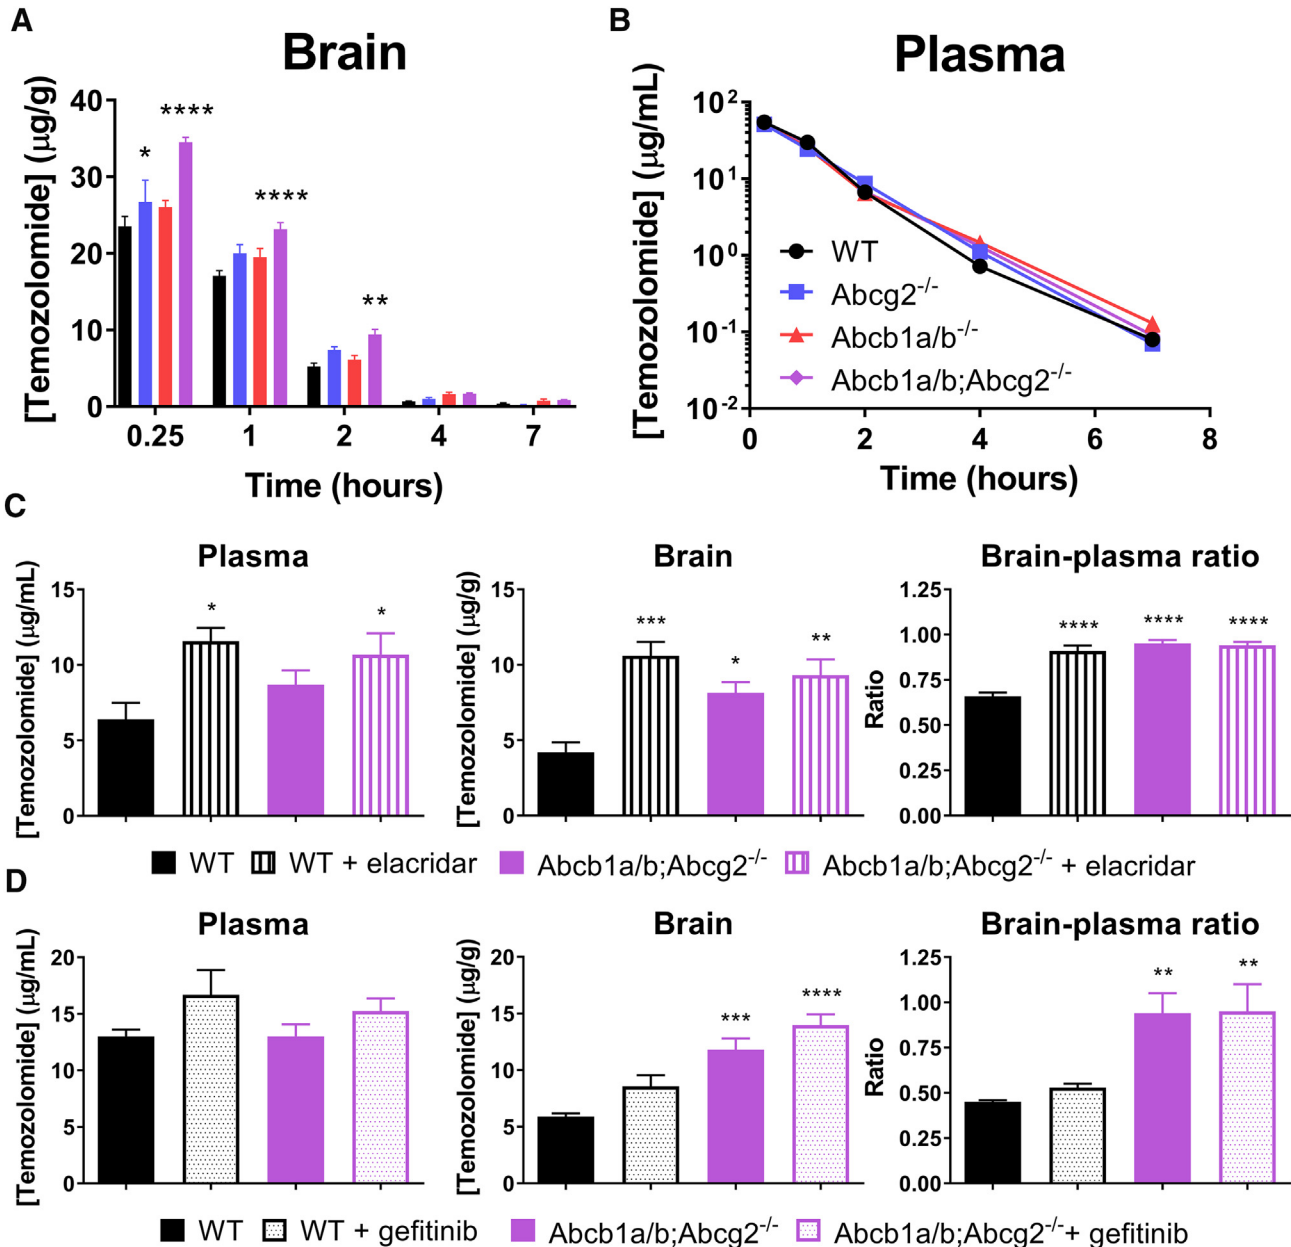 A
Brain
[Temozolomide] (µg/g)
40
30
20
10
0
* **** **** **
0.25 1 2 4 7
Time (hours)
B
Plasma
[Temozolomide] (µg/mL)
10²
10¹
10⁰
10⁻¹
10⁻²
WT
Abcg2⁻/⁻
Abcb1a/b⁻/⁻
Abcb1a/b;Abcg2⁻/⁻
0 2 4 6 8
Time (hours)
C
Plasma
[Temozolomide] (µg/mL)
15
10
5
0
* *
Brain
[Temozolomide] (µg/g)
15
10
5
0
*** * **
Brain-plasma ratio
Ratio
1.25
1.00
0.75
0.50
0.25
0.00
**** **** ****
WT WT + elacridar Abcb1a/b;Abcg2⁻/⁻ Abcb1a/b;Abcg2⁻/⁻ + elacridar
D
Plasma
[Temozolomide] (µg/mL)
20
15
10
5
0
Brain
[Temozolomide] (µg/g)
20
15
10
5
0
*** ****
Brain-plasma ratio
Ratio
1.25
1.00
0.75
0.50
0.25
0.00
** **
WT WT + gefitinib Abcb1a/b;Abcg2⁻/⁻ Abcb1a/b;Abcg2⁻/⁻+ gefitinib